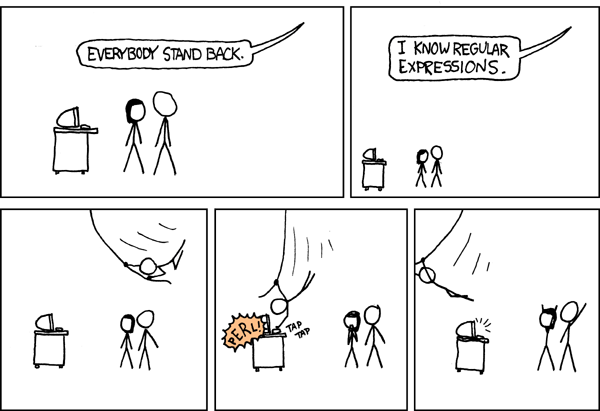 EVERYBODY STAND BACK.
I KNOW REGULAR
EXPRESSIONS.
PERL!
TAP
TAP